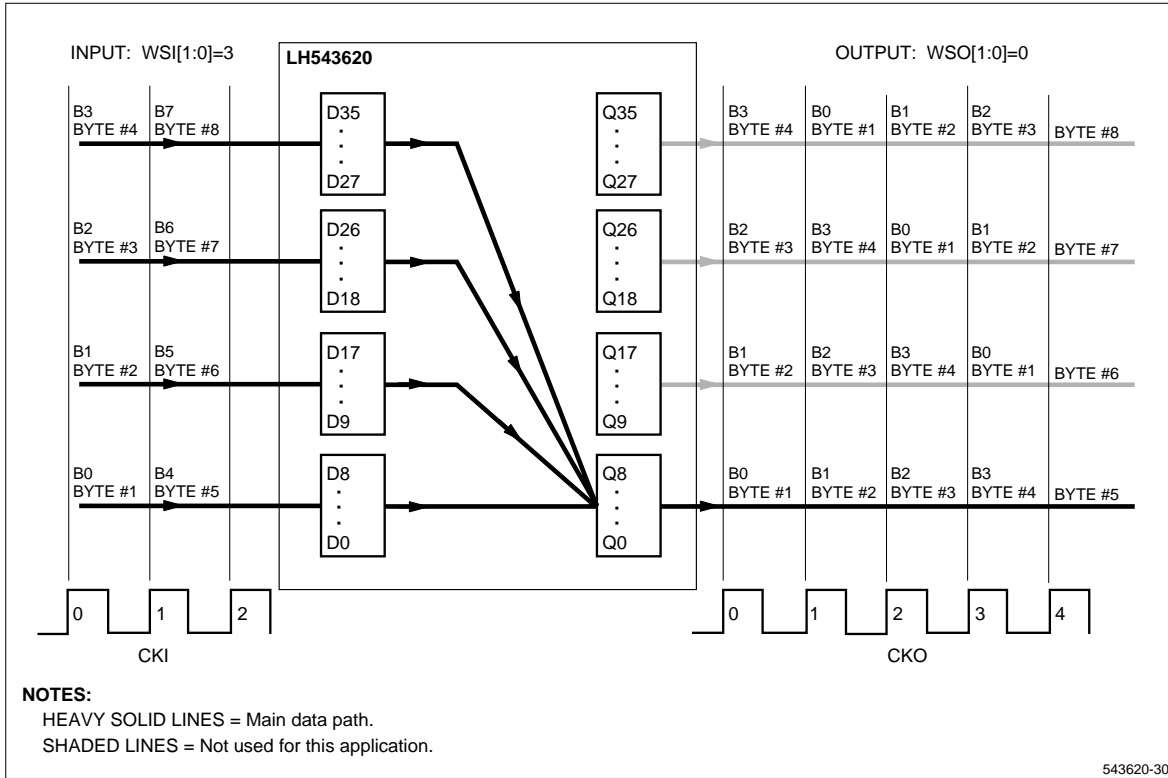 INPUT: WSI[1:0]=3
LH543620
OUTPUT: WSO[1:0]=0
B3
BYTE #4
B7
BYTE #8
D35
D27
Q35
Q27
B3
BYTE #4
B0
BYTE #1
B1
BYTE #2
B2
BYTE #3
BYTE #8
B2
BYTE #3
B6
BYTE #7
D26
D18
Q26
Q18
B2
BYTE #3
B3
BYTE #4
B0
BYTE #1
B1
BYTE #2
BYTE #7
B1
BYTE #2
B5
BYTE #6
D17
D9
Q17
Q9
B1
BYTE #2
B2
BYTE #3
B3
BYTE #4
B0
BYTE #1
BYTE #6
B0
BYTE #1
B4
BYTE #5
D8
D0
Q8
Q0
B0
BYTE #1
B1
BYTE #2
B2
BYTE #3
B3
BYTE #4
BYTE #5
0 1 2
CKI
0 1 2 3 4
CKO
NOTES:
HEAVY SOLID LINES = Main data path.
SHADED LINES = Not used for this application.
543620-30